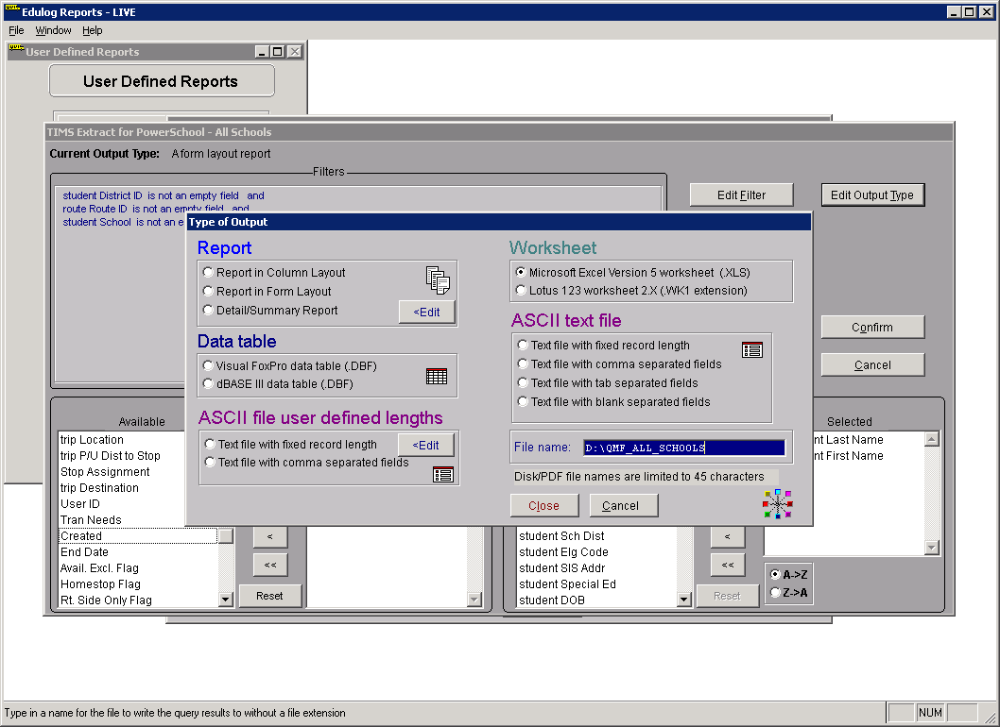 Edulog Reports - LIVE
File Window Help
User Defined Reports
User Defined Reports
TIMS Extract for PowerSchool - All Schools
Current Output Type: A form layout report
Filters
student District ID is not an empty field and
route Route ID is not an empty field and
student School is not an e
Edit Filter
Edit Output Type
Confirm
Cancel
Type of Output
Report
Report in Column Layout
Report in Form Layout
Detail/Summary Report
<Edit
Data table
Visual FoxPro data table (.DBF)
dBASE III data table (.DBF)
ASCII file user defined lengths
Text file with fixed record length
<Edit
Text file with comma separated fields
Worksheet
Microsoft Excel Version 5 worksheet (.XLS)
Lotus 123 worksheet 2.X (.WK1 extension)
ASCII text file
Text file with fixed record length
Text file with comma separated fields
Text file with tab separated fields
Text file with blank separated fields
File name: D:\QMF_ALL_SCHOOLS
Disk/PDF file names are limited to 45 characters
Close
Cancel
Available
trip Location
trip P/U Dist to Stop
Stop Assignment
trip Destination
User ID
Tran Needs
Created
End Date
Avail. Excl. Flag
Homestop Flag
Rt. Side Only Flag
<
<<
Reset
student Sch Dist
student Elg Code
student SIS Addr
student Special Ed
student DOB
<
<<
Reset
Selected
nt Last Name
nt First Name
A->Z
Z->A
Type in a name for the file to write the query results to without a file extension
NUM